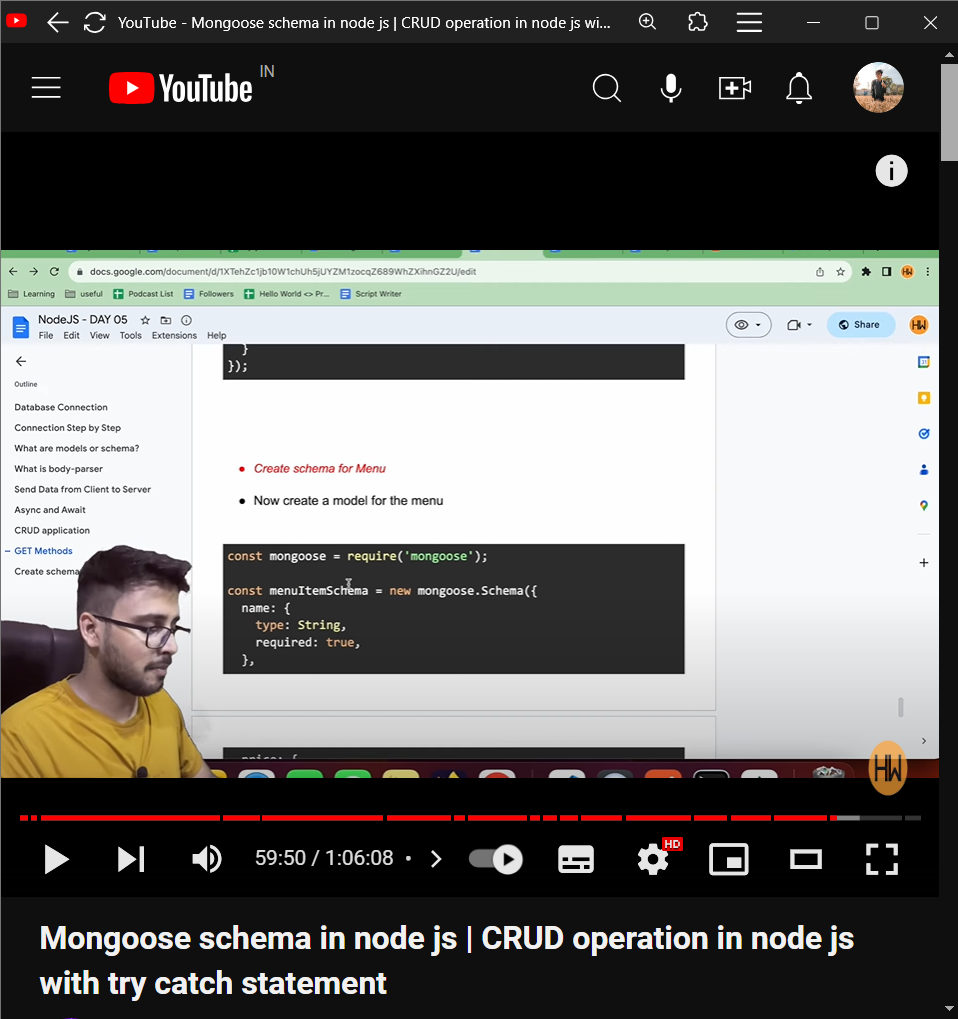 YouTube - Mongoose schema in node js | CRUD operation in node js wi...
YouTube IN
docs.google.com/document/d/1XTehZc1jb10W1chUh5jUYZM1zocqZ689WhZXihnGZ2U/edit
HW
Learning useful Podcast List Followers Hello World <> Pr... Script Writer
NodeJS - DAY 05
File Edit View Tools Extensions Help
Share
HW
}
});
Outline
Database Connection
Connection Step by Step
What are models or schema?
What is body-parser
Send Data from Client to Server
Async and Await
CRUD application
GET Methods
Create schema
Create schema for Menu
Now create a model for the menu
const mongoose = require('mongoose');
const menuItemSchema = new mongoose.Schema({
name: {
type: String,
required: true,
},
price: {
HW
59:50 / 1:06:08
HD
Mongoose schema in node js | CRUD operation in node js
with try catch statement